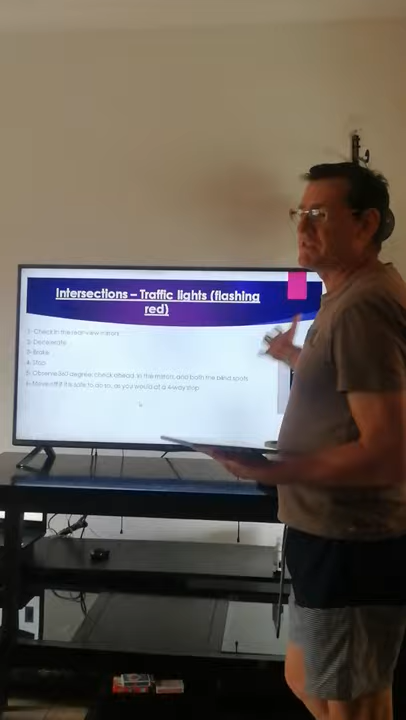 Intersections – Traffic lights (flashing
red)
1- Check in the rear view mirrors
2- Decelerate
3- Brake
4- Stop
5- Observe 360 degree: check ahead, in the mirrors, and both the blind spots
6- Move off if it is safe to do so, as you would at a 4-way stop